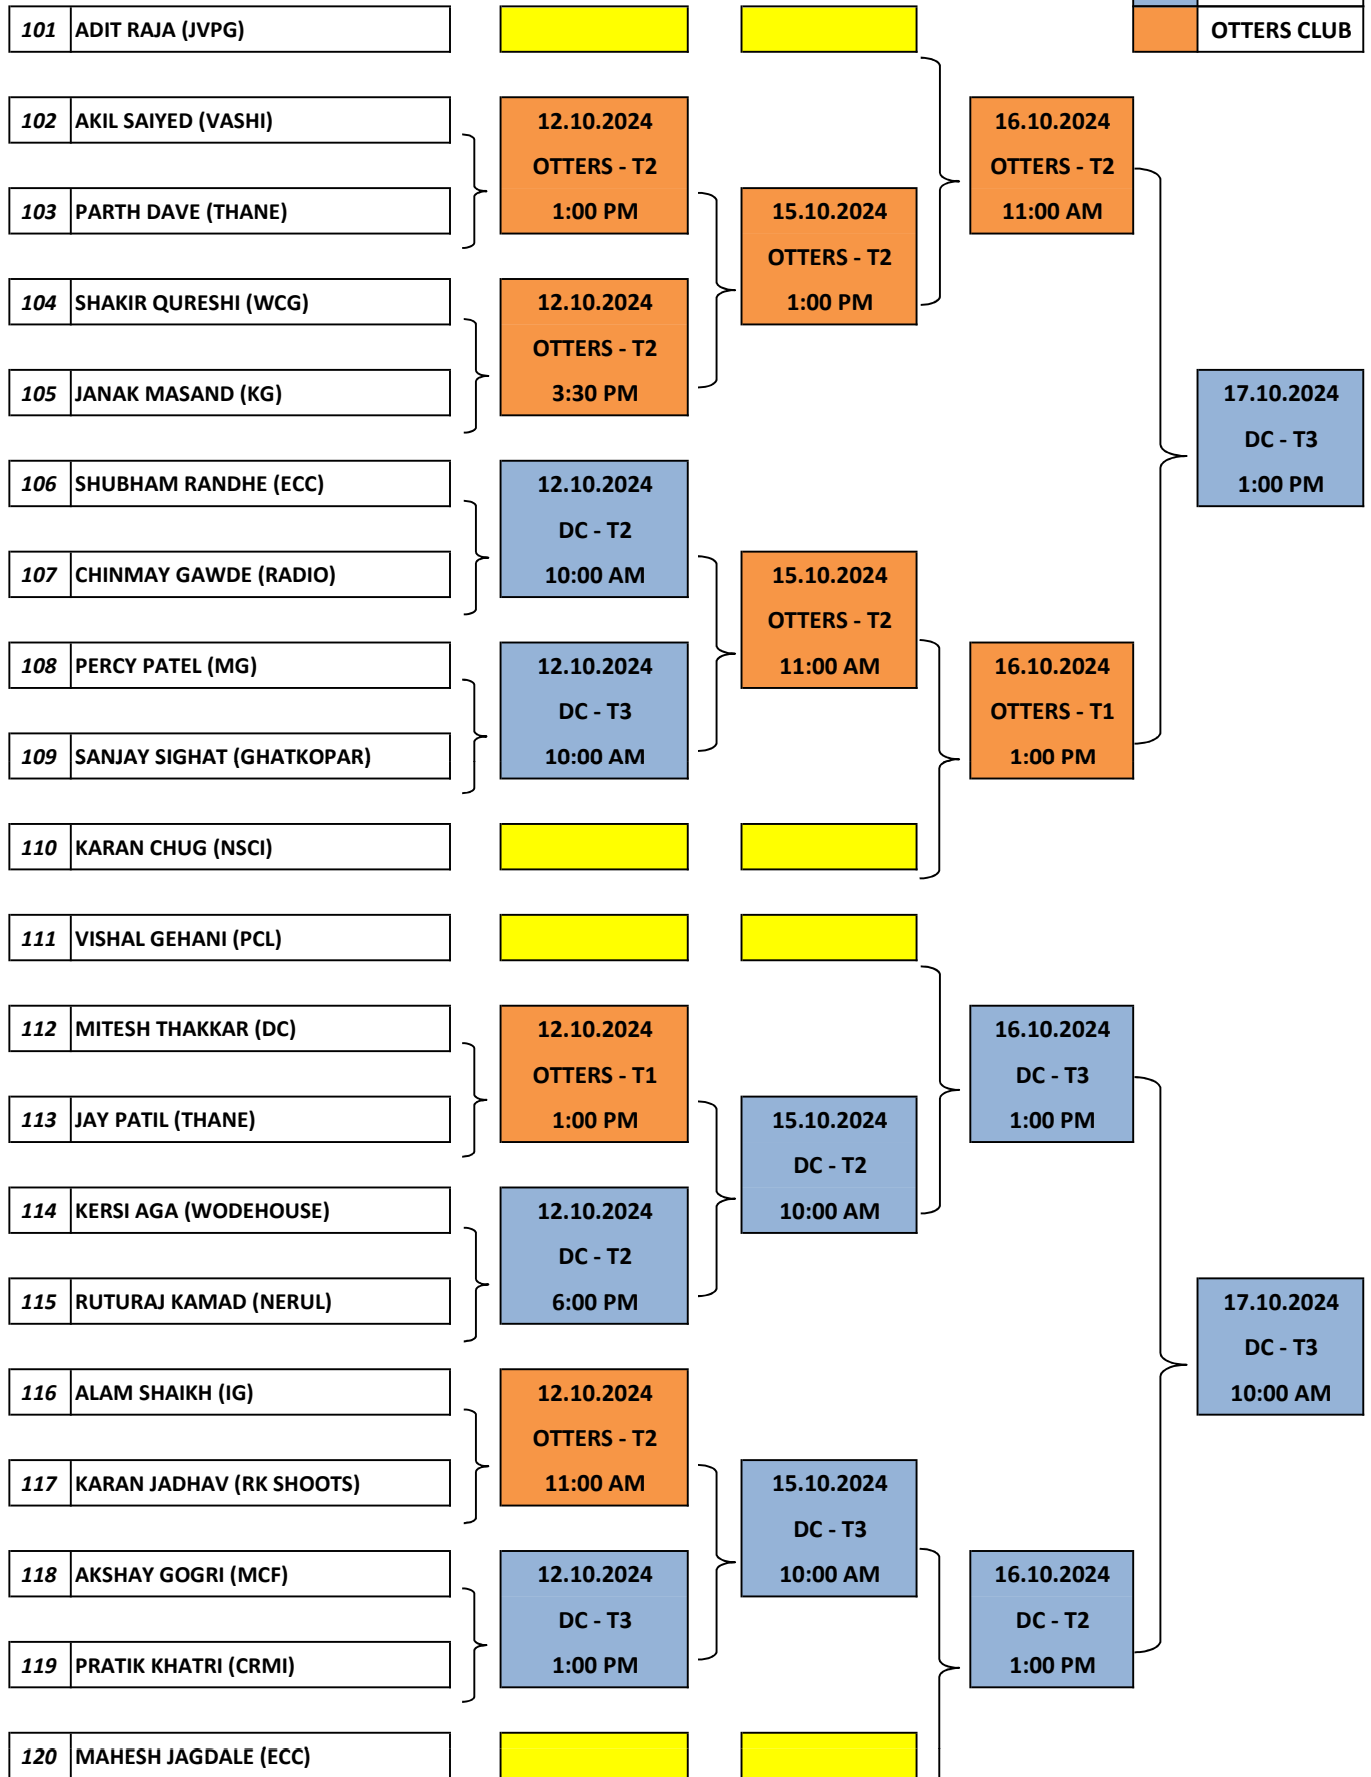 101 ADIT RAJA (JVPG)
OTTERS CLUB
102 AKIL SAIYED (VASHI) 12.10.2024 16.10.2024
OTTERS - T2 OTTERS - T2
103 PARTH DAVE (THANE) 1:00 PM 15.10.2024 11:00 AM
OTTERS - T2
104 SHAKIR QURESHI (WCG) 12.10.2024 1:00 PM
OTTERS - T2
105 JANAK MASAND (KG) 3:30 PM 17.10.2024
DC - T3
106 SHUBHAM RANDHE (ECC) 12.10.2024 1:00 PM
DC - T2
107 CHINMAY GAWDE (RADIO) 10:00 AM 15.10.2024
OTTERS - T2
108 PERCY PATEL (MG) 12.10.2024 11:00 AM 16.10.2024
DC - T3 OTTERS - T1
109 SANJAY SIGHAT (GHATKOPAR) 10:00 AM 1:00 PM
110 KARAN CHUG (NSCI)
111 VISHAL GEHANI (PCL)
112 MITESH THAKKAR (DC) 12.10.2024 16.10.2024
OTTERS - T1 DC - T3
113 JAY PATIL (THANE) 1:00 PM 15.10.2024 1:00 PM
DC - T2
114 KERSI AGA (WODEHOUSE) 12.10.2024 10:00 AM
DC - T2
115 RUTURAJ KAMAD (NERUL) 6:00 PM 17.10.2024
DC - T3
116 ALAM SHAIKH (IG) 12.10.2024 10:00 AM
OTTERS - T2
117 KARAN JADHAV (RK SHOOTS) 11:00 AM 15.10.2024
DC - T3
118 AKSHAY GOGRI (MCF) 12.10.2024 10:00 AM 16.10.2024
DC - T3 DC - T2
119 PRATIK KHATRI (CRMI) 1:00 PM 1:00 PM
120 MAHESH JAGDALE (ECC)